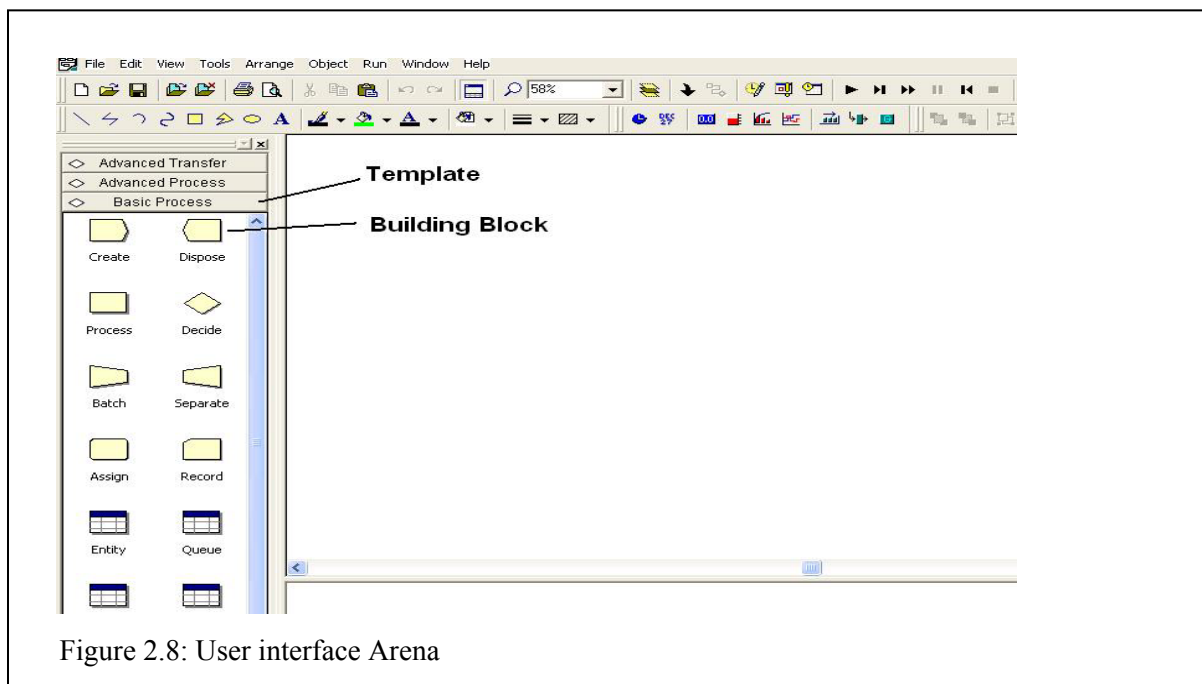 File Edit View Tools Arrange Object Run Window Help
58%
A A
Advanced Transfer
Advanced Process
Basic Process
Template
Building Block
Create Dispose
Process Decide
Batch Separate
Assign Record
Entity Queue
Figure 2.8: User interface Arena